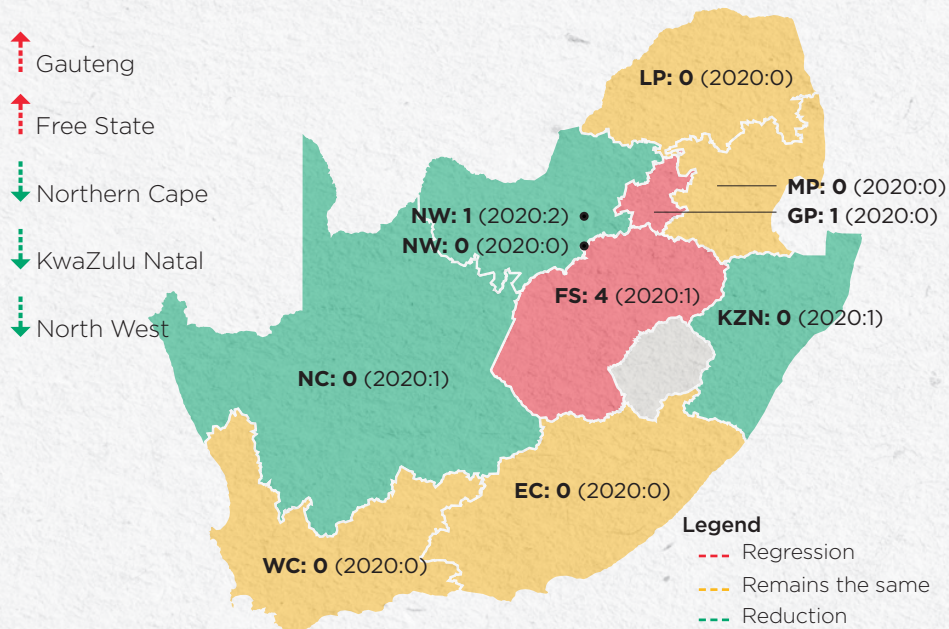 Gauteng
Free State
Northern Cape
KwaZulu Natal
North West
LP: 0 (2020:0)
MP: 0 (2020:0)
GP: 1 (2020:0)
NW: 1 (2020:2)
NW: 0 (2020:0)
FS: 4 (2020:1)
KZN: 0 (2020:1)
NC: 0 (2020:1)
EC: 0 (2020:0)
WC: 0 (2020:0)
Legend
Regression
Remains the same
Reduction